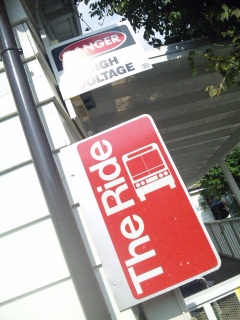 DANGER
HIGH
VOLTAGE
The Ride